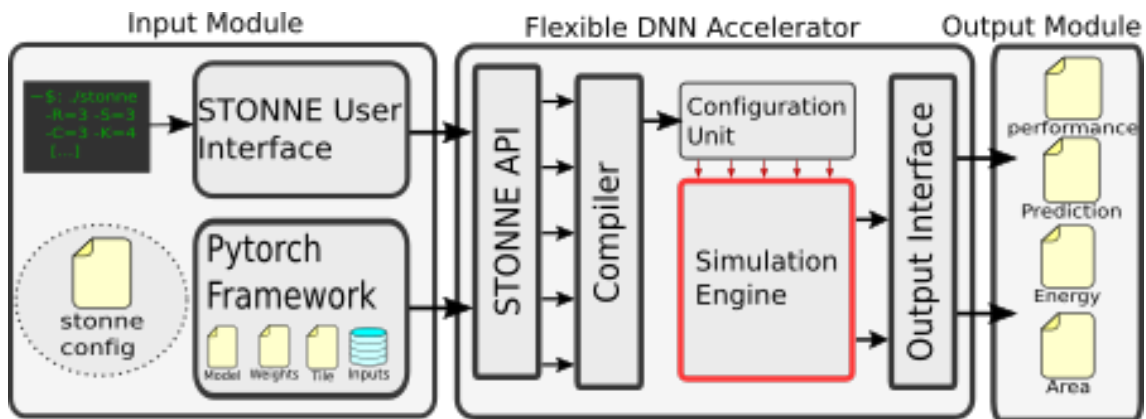 Input Module
Flexible DNN Accelerator
Output Module
—$: ./stonne
-R=3 -S=3
-C=3 -K=4
[...]
STONNE User
Interface
stonne
config
Pytorch
Framework
Model
Weights
Tile
Inputs
STONNE API
Compiler
Configuration
Unit
Simulation
Engine
Output Interface
performance
Prediction
Energy
Area